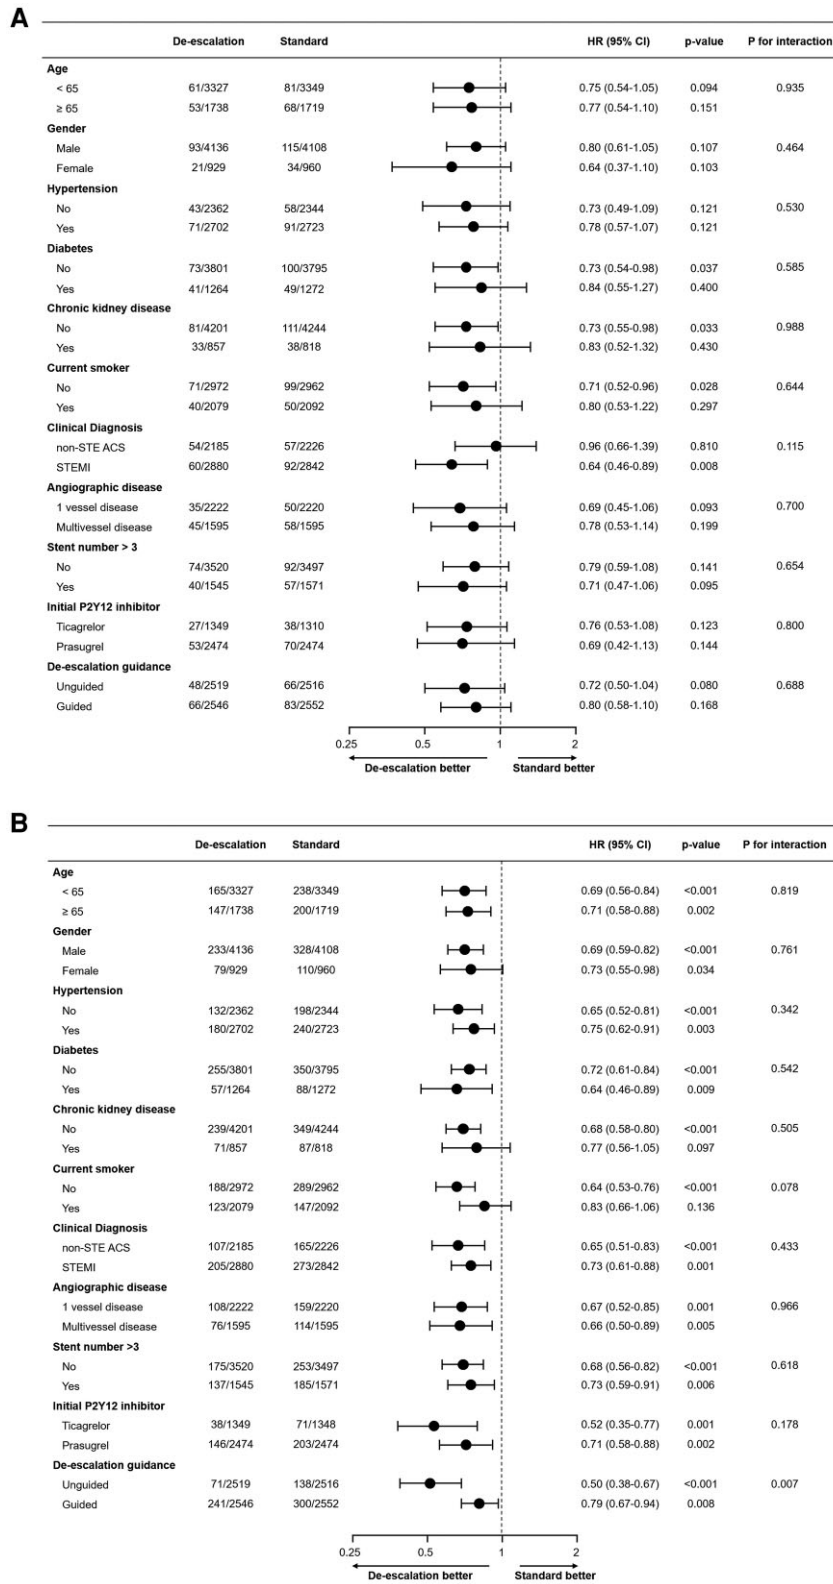 A
De-escalation Standard HR (95% CI) p-value P for interaction
Age
< 65 61/3327 81/3349 0.75 (0.54-1.05) 0.094 0.935
≥ 65 53/1738 68/1719 0.77 (0.54-1.10) 0.151
Gender
Male 93/4136 115/4108 0.80 (0.61-1.05) 0.107 0.464
Female 21/929 34/960 0.64 (0.37-1.10) 0.103
Hypertension
No 43/2362 58/2344 0.73 (0.49-1.09) 0.121 0.530
Yes 71/2702 91/2723 0.78 (0.57-1.07) 0.121
Diabetes
No 73/3801 100/3795 0.73 (0.54-0.98) 0.037 0.585
Yes 41/1264 49/1272 0.84 (0.55-1.27) 0.400
Chronic kidney disease
No 81/4201 111/4244 0.73 (0.55-0.98) 0.033 0.988
Yes 33/857 38/818 0.83 (0.52-1.32) 0.430
Current smoker
No 71/2972 99/2962 0.71 (0.52-0.96) 0.028 0.644
Yes 40/2079 50/2092 0.80 (0.53-1.22) 0.297
Clinical Diagnosis
non-STE ACS 54/2185 57/2226 0.96 (0.66-1.39) 0.810 0.115
STEMI 60/2880 92/2842 0.64 (0.46-0.89) 0.008
Angiographic disease
1 vessel disease 35/2222 50/2220 0.69 (0.45-1.06) 0.093 0.700
Multivessel disease 45/1595 58/1595 0.78 (0.53-1.14) 0.199
Stent number > 3
No 74/3520 92/3497 0.79 (0.59-1.08) 0.141 0.654
Yes 40/1545 57/1571 0.71 (0.47-1.06) 0.095
Initial P2Y12 inhibitor
Ticagrelor 27/1349 38/1310 0.76 (0.53-1.08) 0.123 0.800
Prasugrel 53/2474 70/2474 0.69 (0.42-1.13) 0.144
De-escalation guidance
Unguided 48/2519 66/2516 0.72 (0.50-1.04) 0.080 0.688
Guided 66/2546 83/2552 0.80 (0.58-1.10) 0.168
0.25 0.5 1 2
De-escalation better Standard better
B
De-escalation Standard HR (95% CI) p-value P for interaction
Age
< 65 165/3327 238/3349 0.69 (0.56-0.84) <0.001 0.819
≥ 65 147/1738 200/1719 0.71 (0.58-0.88) 0.002
Gender
Male 233/4136 328/4108 0.69 (0.59-0.82) <0.001 0.761
Female 79/929 110/960 0.73 (0.55-0.98) 0.034
Hypertension
No 132/2362 198/2344 0.65 (0.52-0.81) <0.001 0.342
Yes 180/2702 240/2723 0.75 (0.62-0.91) 0.003
Diabetes
No 255/3801 350/3795 0.72 (0.61-0.84) <0.001 0.542
Yes 57/1264 88/1272 0.64 (0.46-0.89) 0.009
Chronic kidney disease
No 239/4201 349/4244 0.68 (0.58-0.80) <0.001 0.505
Yes 71/857 87/818 0.77 (0.56-1.05) 0.097
Current smoker
No 188/2972 289/2962 0.64 (0.53-0.76) <0.001 0.078
Yes 123/2079 147/2092 0.83 (0.66-1.06) 0.136
Clinical Diagnosis
non-STE ACS 107/2185 165/2226 0.65 (0.51-0.83) <0.001 0.433
STEMI 205/2880 273/2842 0.73 (0.61-0.88) 0.001
Angiographic disease
1 vessel disease 108/2222 159/2220 0.67 (0.52-0.85) 0.001 0.966
Multivessel disease 76/1595 114/1595 0.66 (0.50-0.89) 0.005
Stent number >3
No 175/3520 253/3497 0.68 (0.56-0.82) <0.001 0.618
Yes 137/1545 185/1571 0.73 (0.59-0.91) 0.006
Initial P2Y12 inhibitor
Ticagrelor 38/1349 71/1348 0.52 (0.35-0.77) 0.001 0.178
Prasugrel 146/2474 203/2474 0.71 (0.58-0.88) 0.002
De-escalation guidance
Unguided 71/2519 138/2516 0.50 (0.38-0.67) <0.001 0.007
Guided 241/2546 300/2552 0.79 (0.67-0.94) 0.008
0.25 0.5 1 2
De-escalation better Standard better